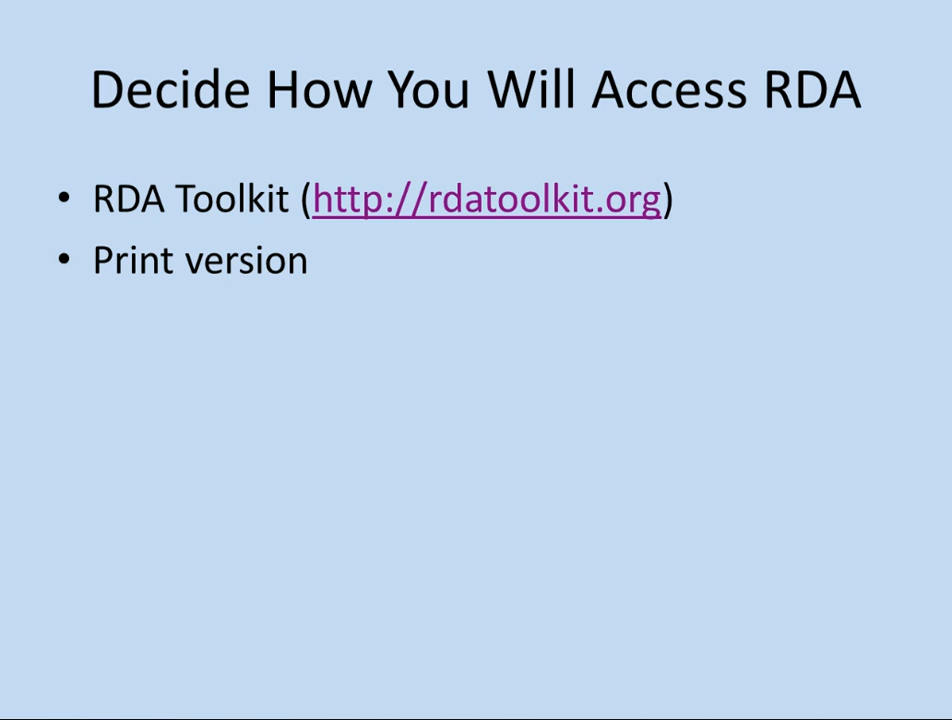 Decide How You Will Access RDA
• RDA Toolkit (http://rdatoolkit.org)
• Print version